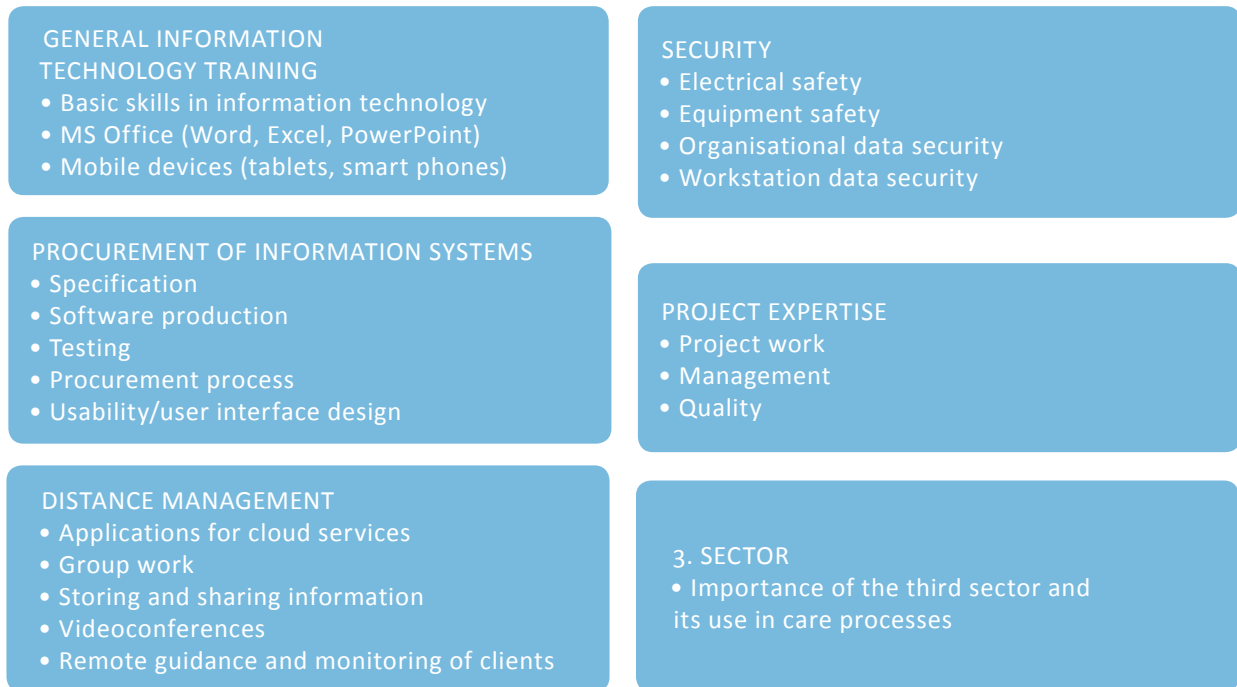 GENERAL INFORMATION
TECHNOLOGY TRAINING
• Basic skills in information technology
• MS Office (Word, Excel, PowerPoint)
• Mobile devices (tablets, smart phones)
PROCUREMENT OF INFORMATION SYSTEMS
• Specification
• Software production
• Testing
• Procurement process
• Usability/user interface design
DISTANCE MANAGEMENT
• Applications for cloud services
• Group work
• Storing and sharing information
• Videoconferences
• Remote guidance and monitoring of clients
SECURITY
• Electrical safety
• Equipment safety
• Organisational data security
• Workstation data security
PROJECT EXPERTISE
• Project work
• Management
• Quality
3. SECTOR
• Importance of the third sector and
its use in care processes